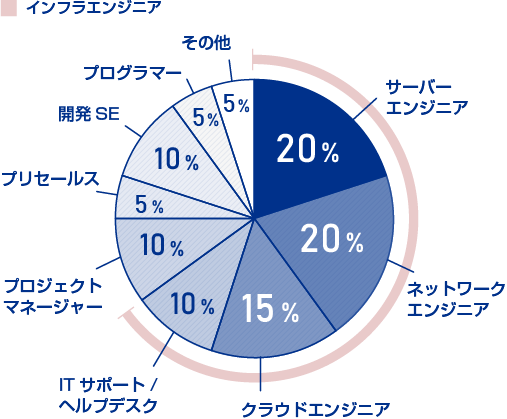 インフラエンジニア
その他
プログラマー
開発 SE
プリセールス
プロジェクト
マネージャー
IT サポート /
ヘルプデスク
クラウドエンジニア
ネットワーク
エンジニア
サーバー
エンジニア
5%
5%
10%
5%
10%
10%
15%
20%
20%